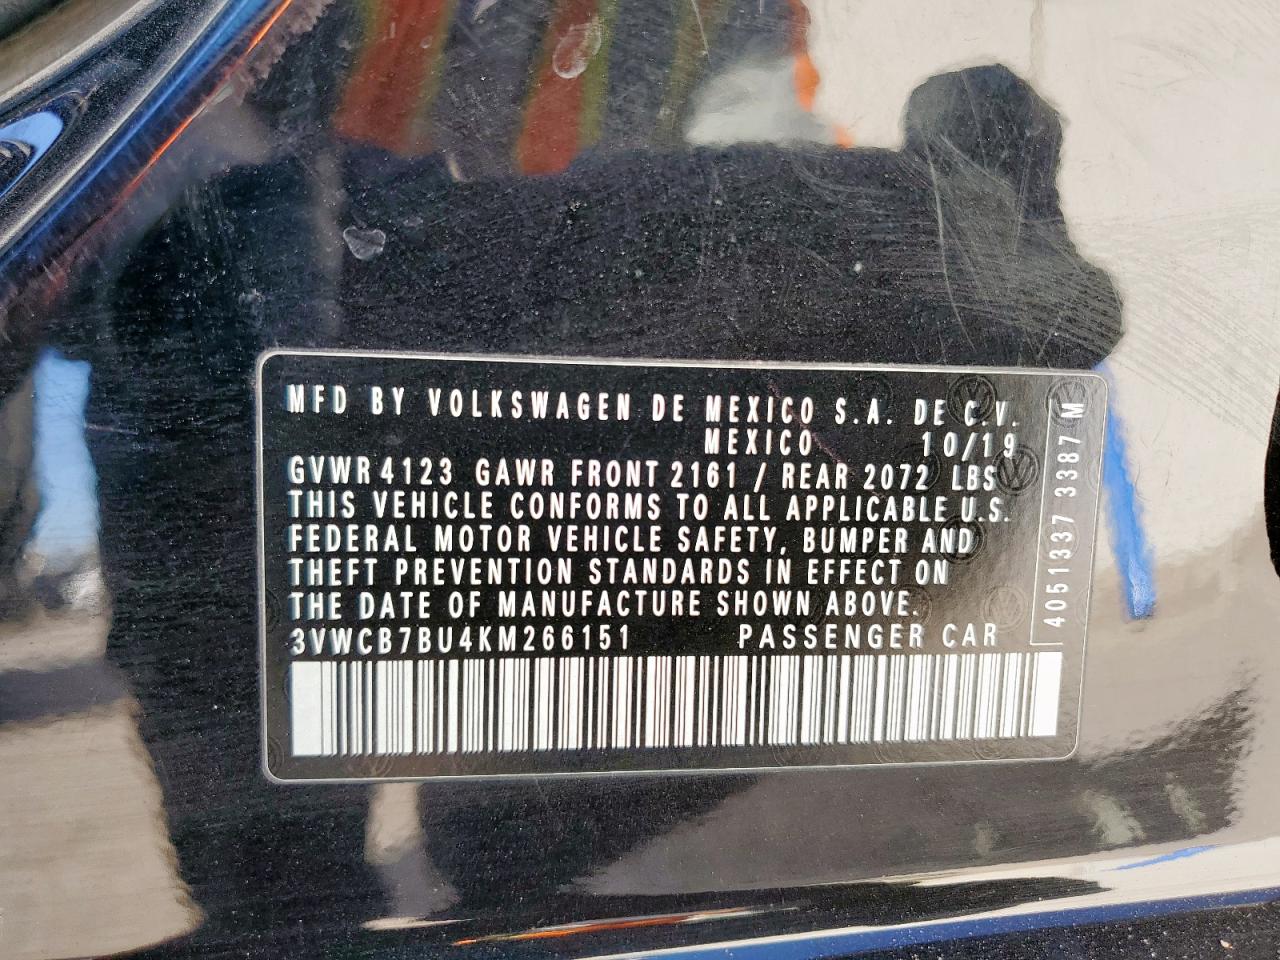 MFD BY VOLKSWAGEN DE MEXICO S.A. DE C.V.
MEXICO 10/19
GVWR 4123 GAWR FRONT 2161 / REAR 2072 LBS
THIS VEHICLE CONFORMS TO ALL APPLICABLE U.S.
FEDERAL MOTOR VEHICLE SAFETY, BUMPER AND
THEFT PREVENTION STANDARDS IN EFFECT ON
THE DATE OF MANUFACTURE SHOWN ABOVE.
3VWCB7BU4KM266151 PASSENGER CAR
4051337 3387 M